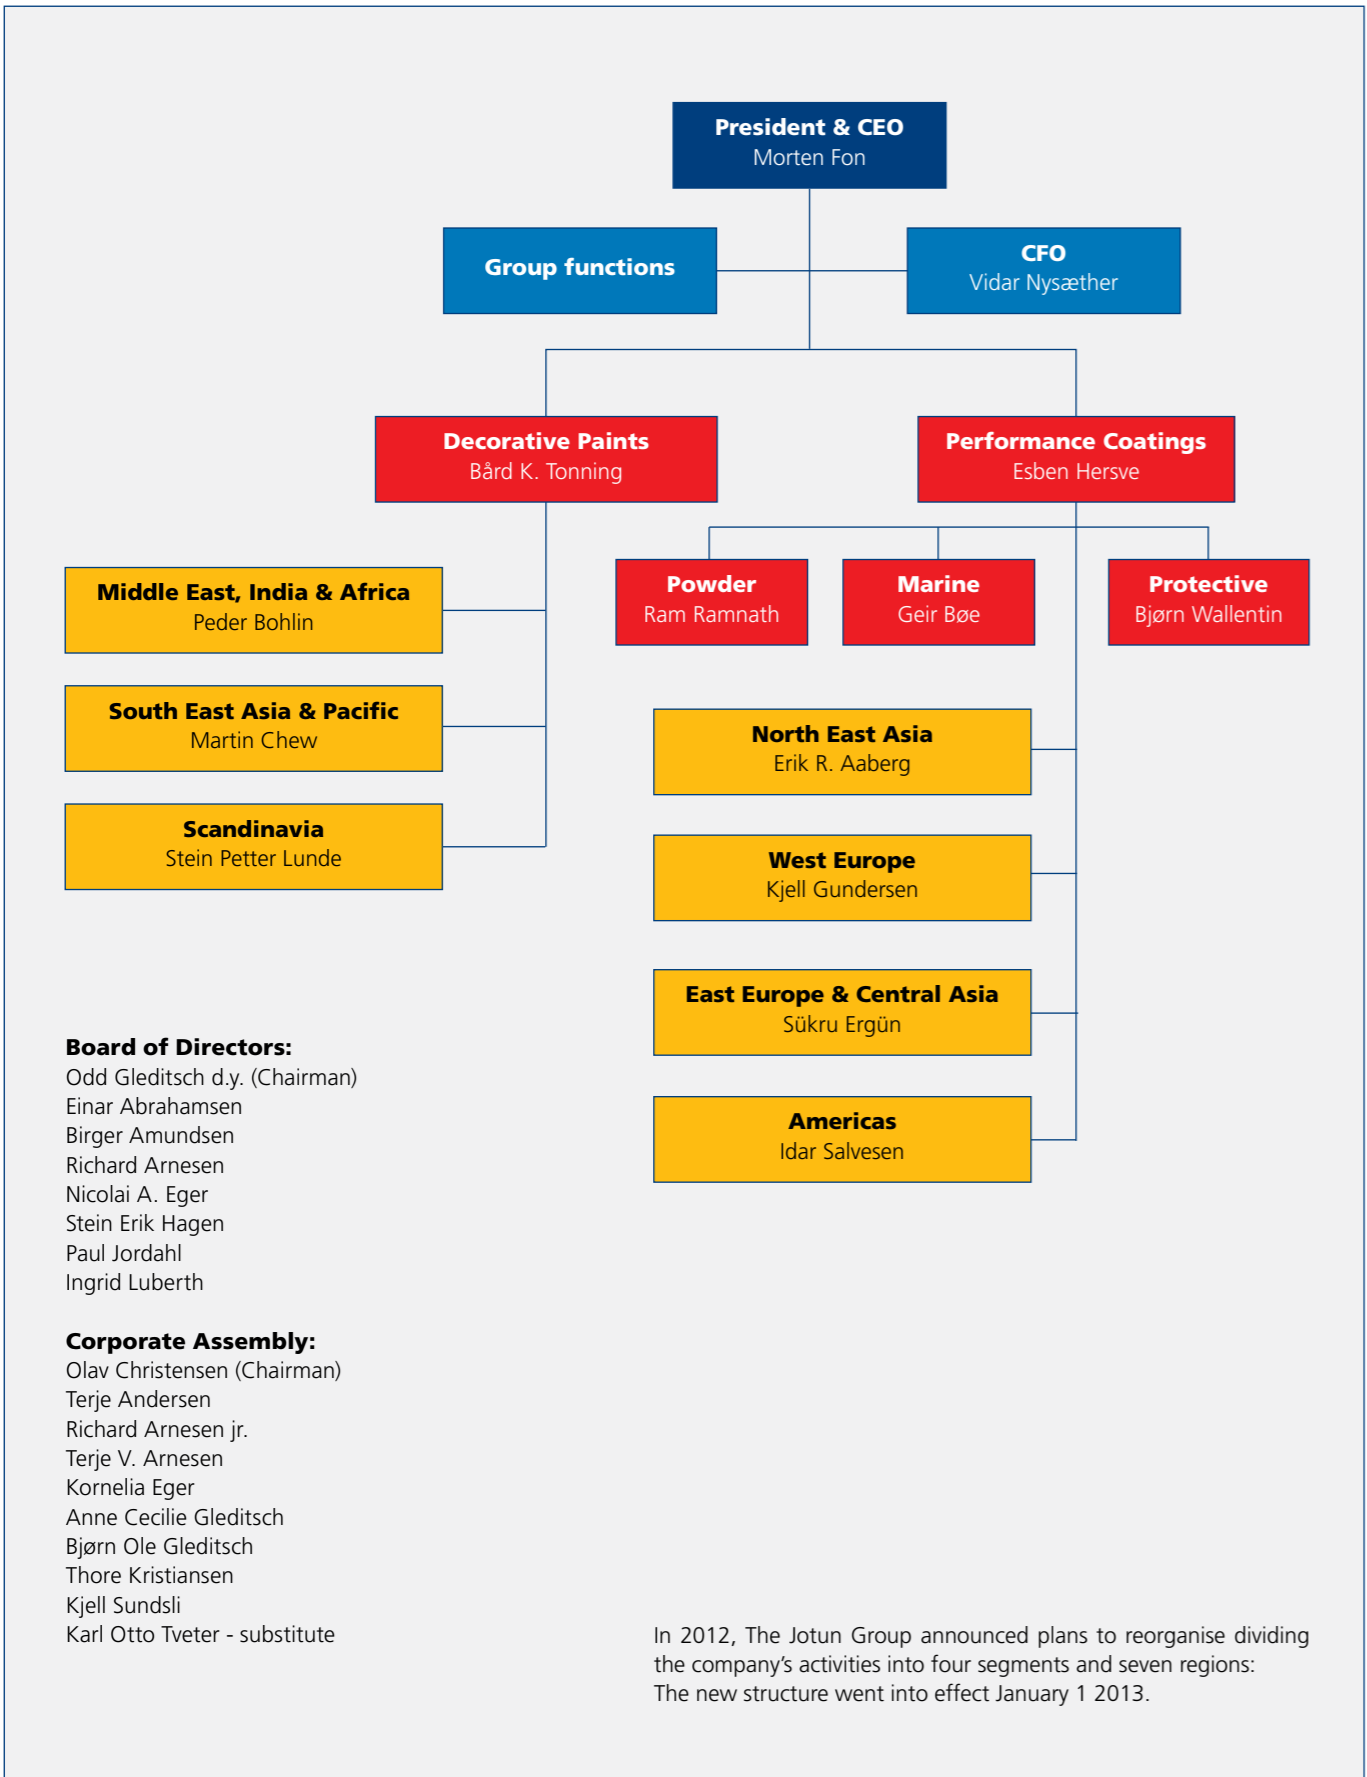 President & CEO
Morten Fon
Group functions
CFO
Vidar Nysæther
Decorative Paints
Bård K. Tonning
Performance Coatings
Esben Hersve
Powder
Ram Ramnath
Marine
Geir Bøe
Protective
Bjørn Wallentin
Middle East, India & Africa
Peder Bohlin
South East Asia & Pacific
Martin Chew
Scandinavia
Stein Petter Lunde
North East Asia
Erik R. Aaberg
West Europe
Kjell Gundersen
East Europe & Central Asia
Sükru Ergün
Americas
Idar Salvesen
Board of Directors:
Odd Gleditsch d.y. (Chairman)
Einar Abrahamsen
Birger Amundsen
Richard Arnesen
Nicolai A. Eger
Stein Erik Hagen
Paul Jordahl
Ingrid Luberth
Corporate Assembly:
Olav Christensen (Chairman)
Terje Andersen
Richard Arnesen jr.
Terje V. Arnesen
Kornelia Eger
Anne Cecilie Gleditsch
Bjørn Ole Gleditsch
Thore Kristiansen
Kjell Sundsli
Karl Otto Tveter - substitute
In 2012, The Jotun Group announced plans to reorganise dividing
the company's activities into four segments and seven regions:
The new structure went into effect January 1 2013.